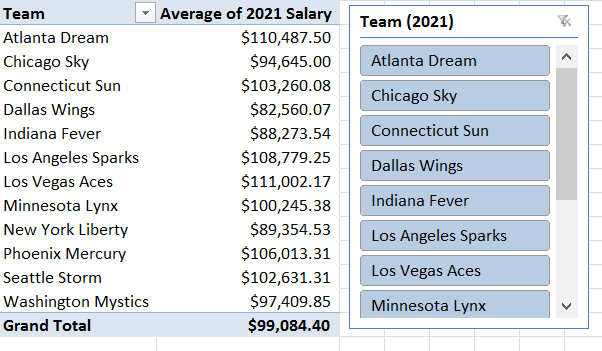 Team Average of 2021 Salary
Atlanta Dream $110,487.50
Chicago Sky $94,645.00
Connecticut Sun $103,260.08
Dallas Wings $82,560.07
Indiana Fever $88,273.54
Los Angeles Sparks $108,779.25
Los Vegas Aces $111,002.17
Minnesota Lynx $100,245.38
New York Liberty $89,354.53
Phoenix Mercury $106,013.31
Seattle Storm $102,631.31
Washington Mystics $97,409.85
Grand Total $99,084.40
Team (2021)
Atlanta Dream
Chicago Sky
Connecticut Sun
Dallas Wings
Indiana Fever
Los Angeles Sparks
Los Vegas Aces
Minnesota Lynx